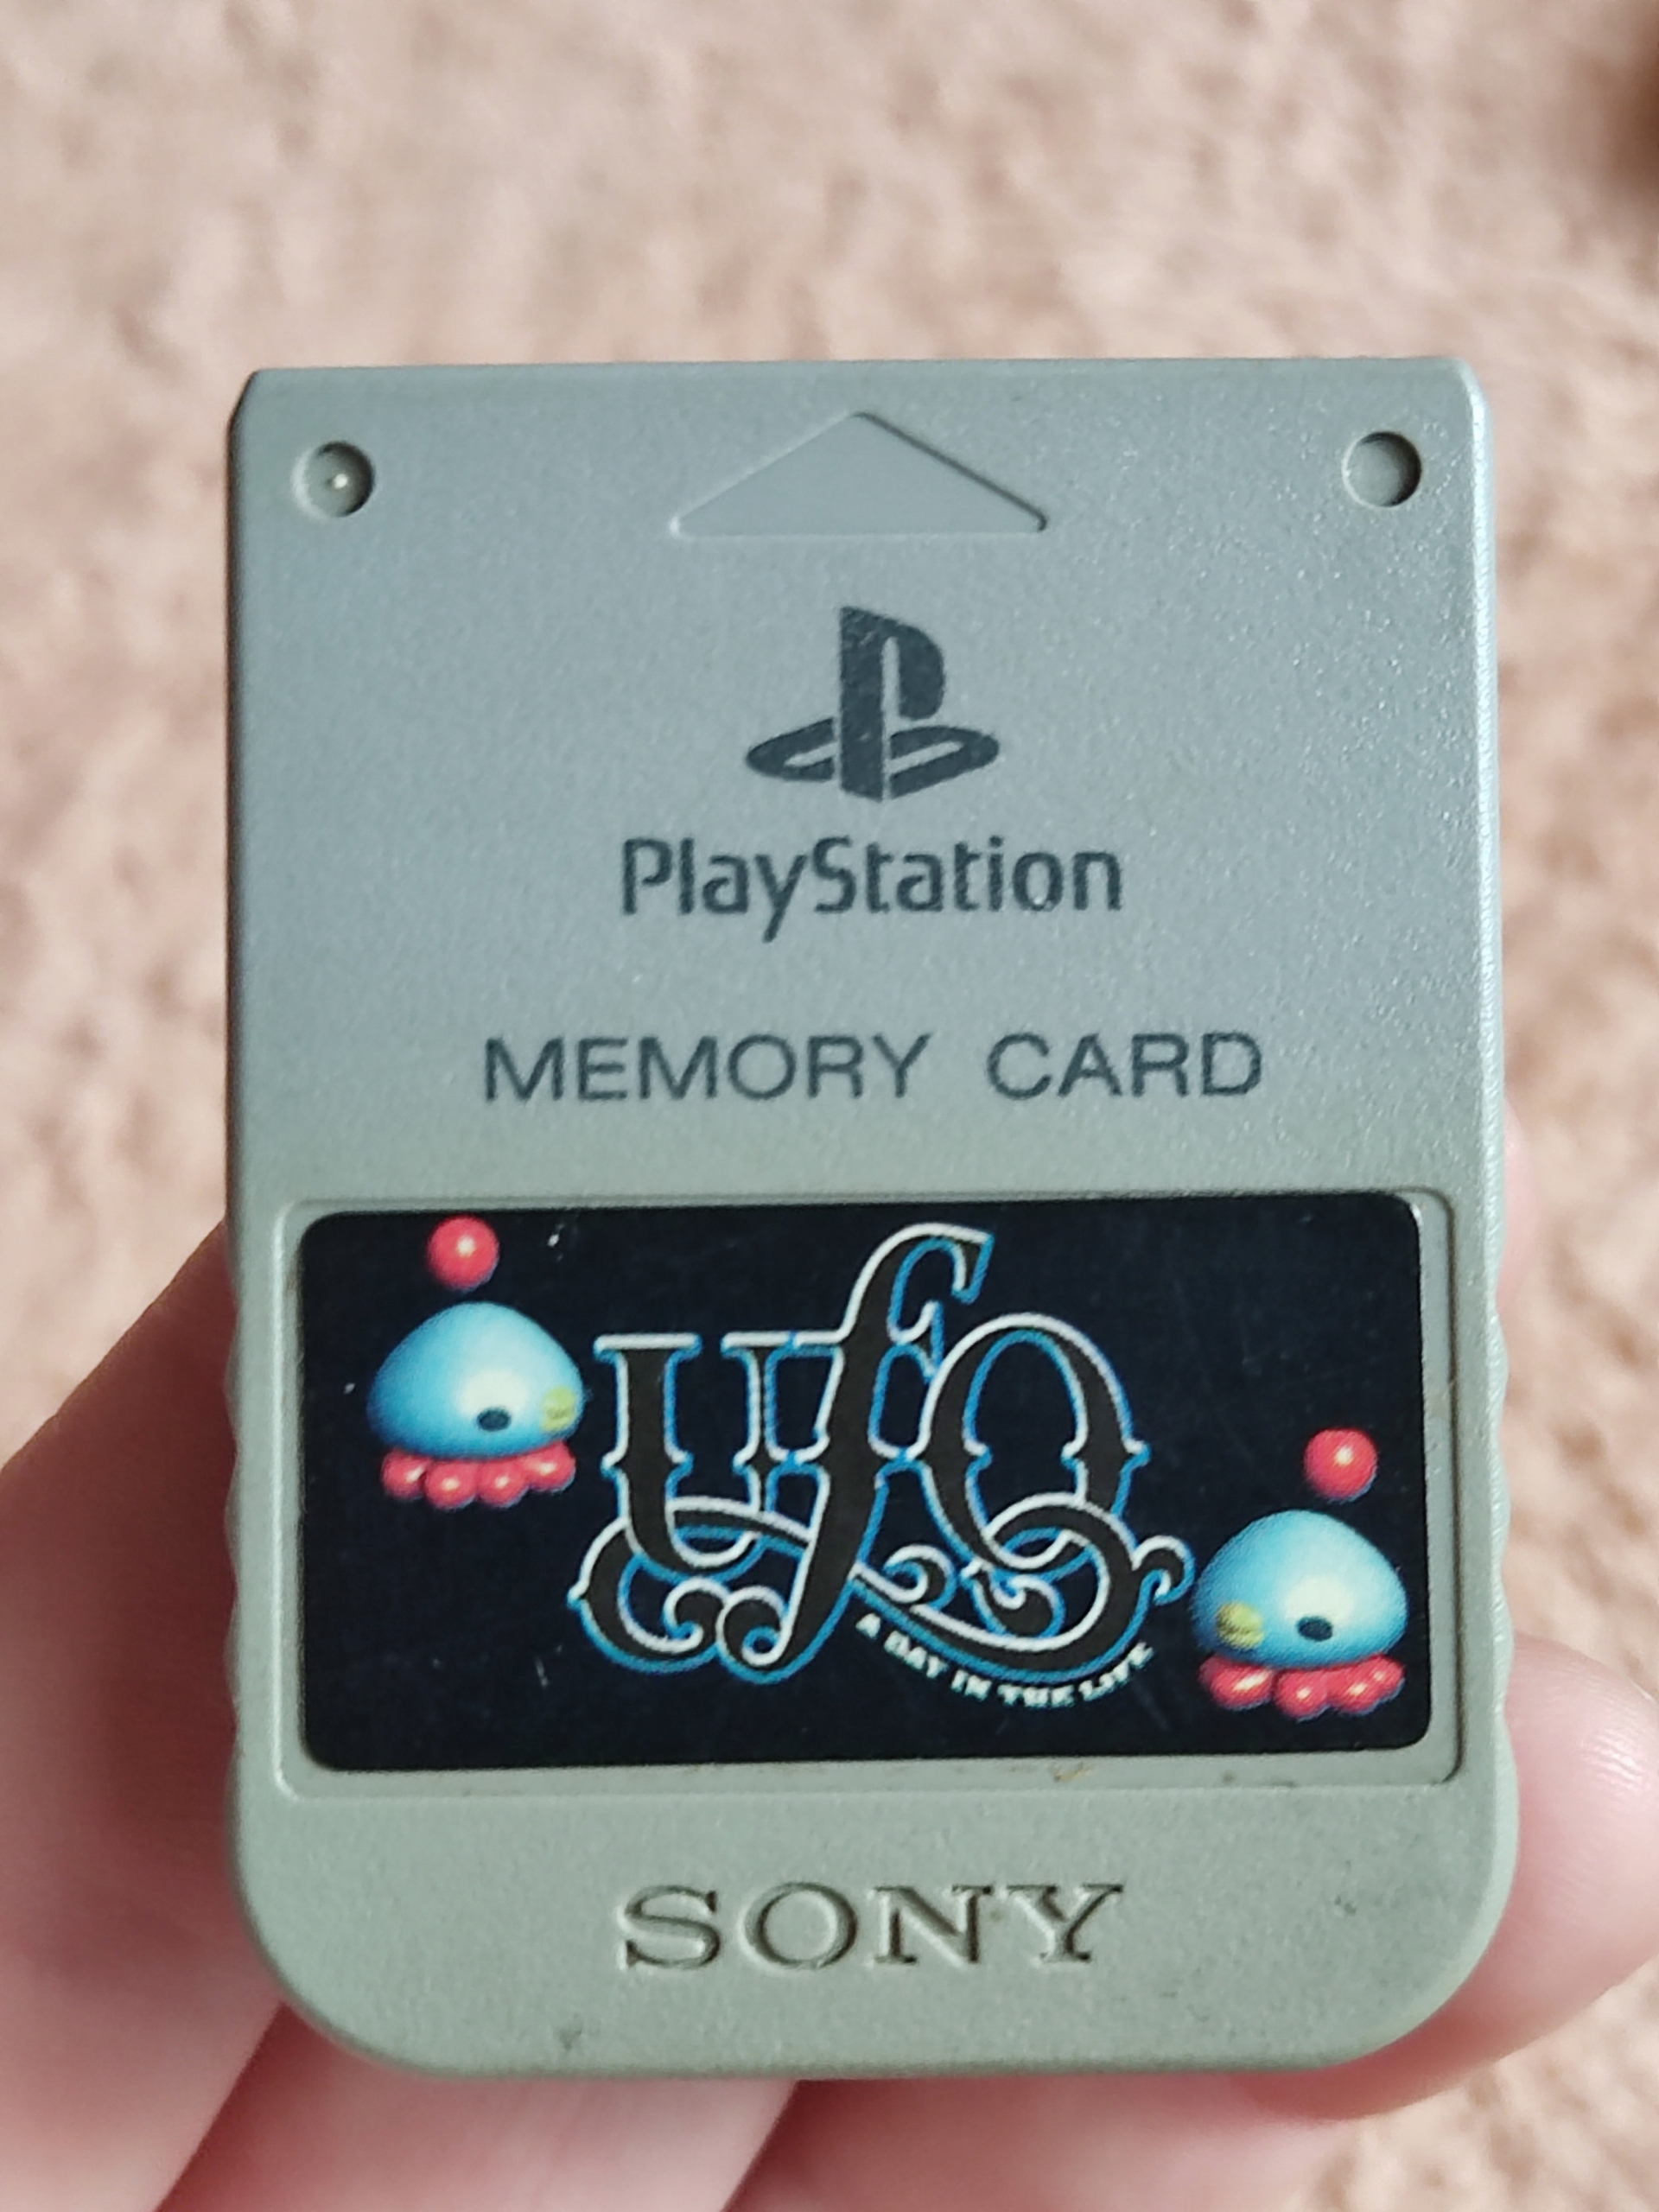 PlayStation
MEMORY CARD
UFO
A DAY IN THE LIFE
SONY